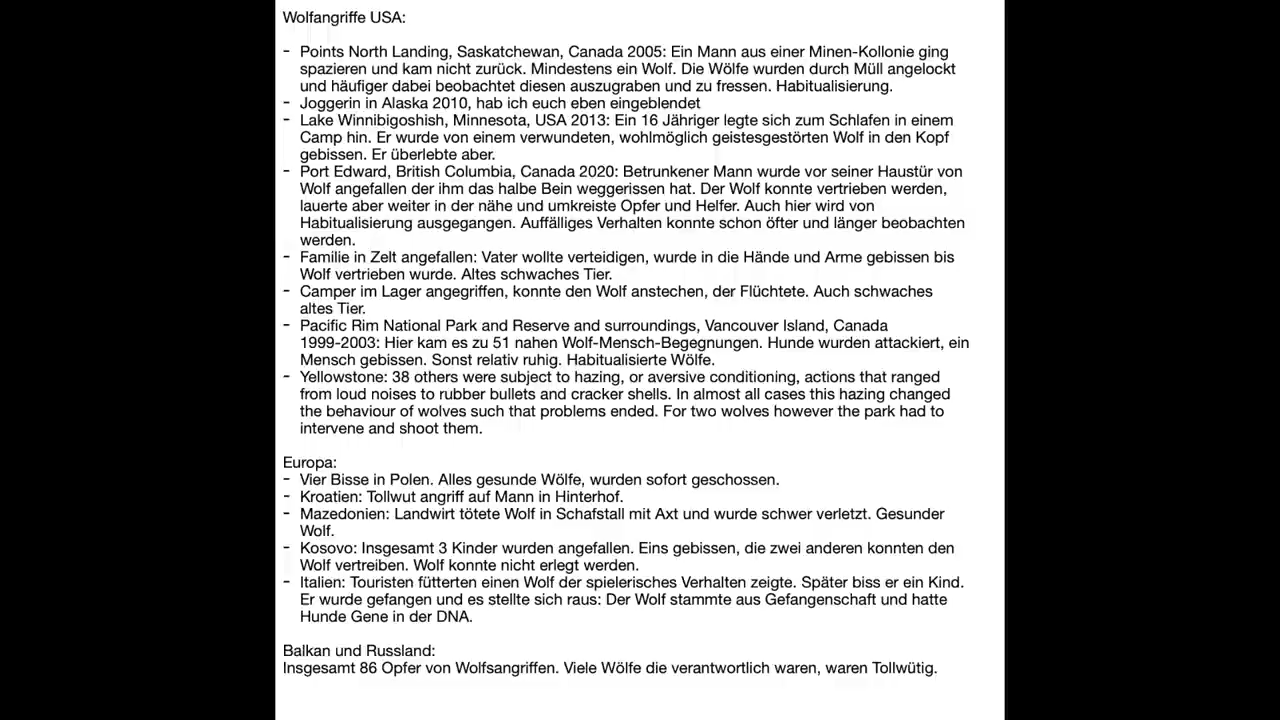 Wolfangriffe USA:
- Points North Landing, Saskatchewan, Canada 2005: Ein Mann aus einer Minen-Kollonie ging
spazieren und kam nicht zurück. Mindestens ein Wolf. Die Wölfe wurden durch Müll angelockt
und häufiger dabei beobachtet diesen auszugraben und zu fressen. Habitualisierung.
- Joggerin in Alaska 2010, hab ich euch eben eingeblendet
- Lake Winnibigoshish, Minnesota, USA 2013: Ein 16 Jähriger legte sich zum Schlafen in einem
Camp hin. Er wurde von einem verwundeten, wohlmöglich geistesgestörten Wolf in den Kopf
gebissen. Er überlebte aber.
- Port Edward, British Columbia, Canada 2020: Betrunkener Mann wurde vor seiner Haustür von
Wolf angefallen der ihm das halbe Bein weggerissen hat. Der Wolf konnte vertrieben werden,
lauerte aber weiter in der nähe und umkreiste Opfer und Helfer. Auch hier wird von
Habitualisierung ausgegangen. Auffälliges Verhalten konnte schon öfter und länger beobachten
werden.
- Familie in Zelt angefallen: Vater wollte verteidigen, wurde in die Hände und Arme gebissen bis
Wolf vertrieben wurde. Altes schwaches Tier.
- Camper im Lager angegriffen, konnte den Wolf anstechen, der Flüchtete. Auch schwaches
altes Tier.
- Pacific Rim National Park and Reserve and surroundings, Vancouver Island, Canada
1999-2003: Hier kam es zu 51 nahen Wolf-Mensch-Begegnungen. Hunde wurden attackiert, ein
Mensch gebissen. Sonst relativ ruhig. Habitualisierte Wölfe.
- Yellowstone: 38 others were subject to hazing, or aversive conditioning, actions that ranged
from loud noises to rubber bullets and cracker shells. In almost all cases this hazing changed
the behaviour of wolves such that problems ended. For two wolves however the park had to
intervene and shoot them.
Europa:
- Vier Bisse in Polen. Alles gesunde Wölfe, wurden sofort geschossen.
- Kroatien: Tollwut angriff auf Mann in Hinterhof.
- Mazedonien: Landwirt tötete Wolf in Schafstall mit Axt und wurde schwer verletzt. Gesunder
Wolf.
- Kosovo: Insgesamt 3 Kinder wurden angefallen. Eins gebissen, die zwei anderen konnten den
Wolf vertreiben. Wolf konnte nicht erlegt werden.
- Italien: Touristen fütterten einen Wolf der spielerisches Verhalten zeigte. Später biss er ein Kind.
Er wurde gefangen und es stellte sich raus: Der Wolf stammte aus Gefangenschaft und hatte
Hunde Gene in der DNA.
Balkan und Russland:
Insgesamt 86 Opfer von Wolfsangriffen. Viele Wölfe die verantwortlich waren, waren Tollwütig.